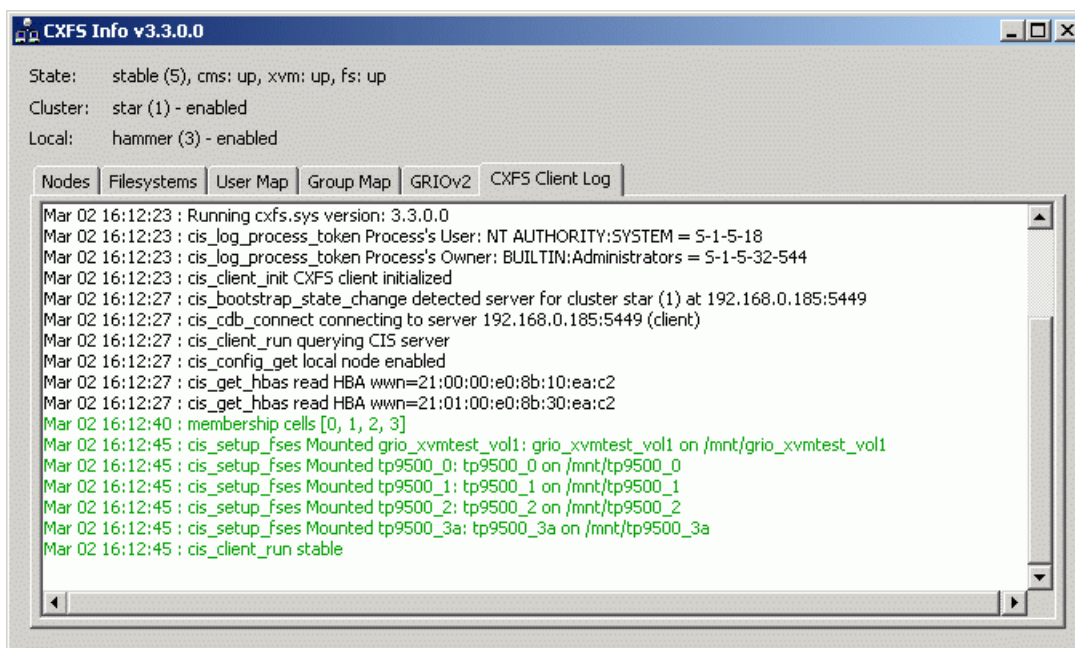 CXFS Info v3.3.0.0
State: stable (5), cms: up, xvm: up, fs: up
Cluster: star (1) - enabled
Local: hammer (3) - enabled
Nodes Filesystems User Map Group Map GRIOv2 CXFS Client Log
Mar 02 16:12:23 : Running cxfs.sys version: 3.3.0.0
Mar 02 16:12:23 : cis_log_process_token Process's User: NT AUTHORITY:SYSTEM = S-1-5-18
Mar 02 16:12:23 : cis_log_process_token Process's Owner: BUILTIN:Administrators = S-1-5-32-544
Mar 02 16:12:23 : cis_client_init CXFS client initialized
Mar 02 16:12:27 : cis_bootstrap_state_change detected server for cluster star (1) at 192.168.0.185:5449
Mar 02 16:12:27 : cis_cdb_connect connecting to server 192.168.0.185:5449 (client)
Mar 02 16:12:27 : cis_client_run querying CIS server
Mar 02 16:12:27 : cis_config_get local node enabled
Mar 02 16:12:27 : cis_get_hbas read HBA wwn=21:00:00:e0:8b:10:ea:c2
Mar 02 16:12:27 : cis_get_hbas read HBA wwn=21:01:00:e0:8b:30:ea:c2
Mar 02 16:12:40 : membership cells [0, 1, 2, 3]
Mar 02 16:12:45 : cis_setup_fses Mounted grio_xvmtest_vol1: grio_xvmtest_vol1 on /mnt/grio_xvmtest_vol1
Mar 02 16:12:45 : cis_setup_fses Mounted tp9500_0: tp9500_0 on /mnt/tp9500_0
Mar 02 16:12:45 : cis_setup_fses Mounted tp9500_1: tp9500_1 on /mnt/tp9500_1
Mar 02 16:12:45 : cis_setup_fses Mounted tp9500_2: tp9500_2 on /mnt/tp9500_2
Mar 02 16:12:45 : cis_setup_fses Mounted tp9500_3a: tp9500_3a on /mnt/tp9500_3a
Mar 02 16:12:45 : cis_client_run stable